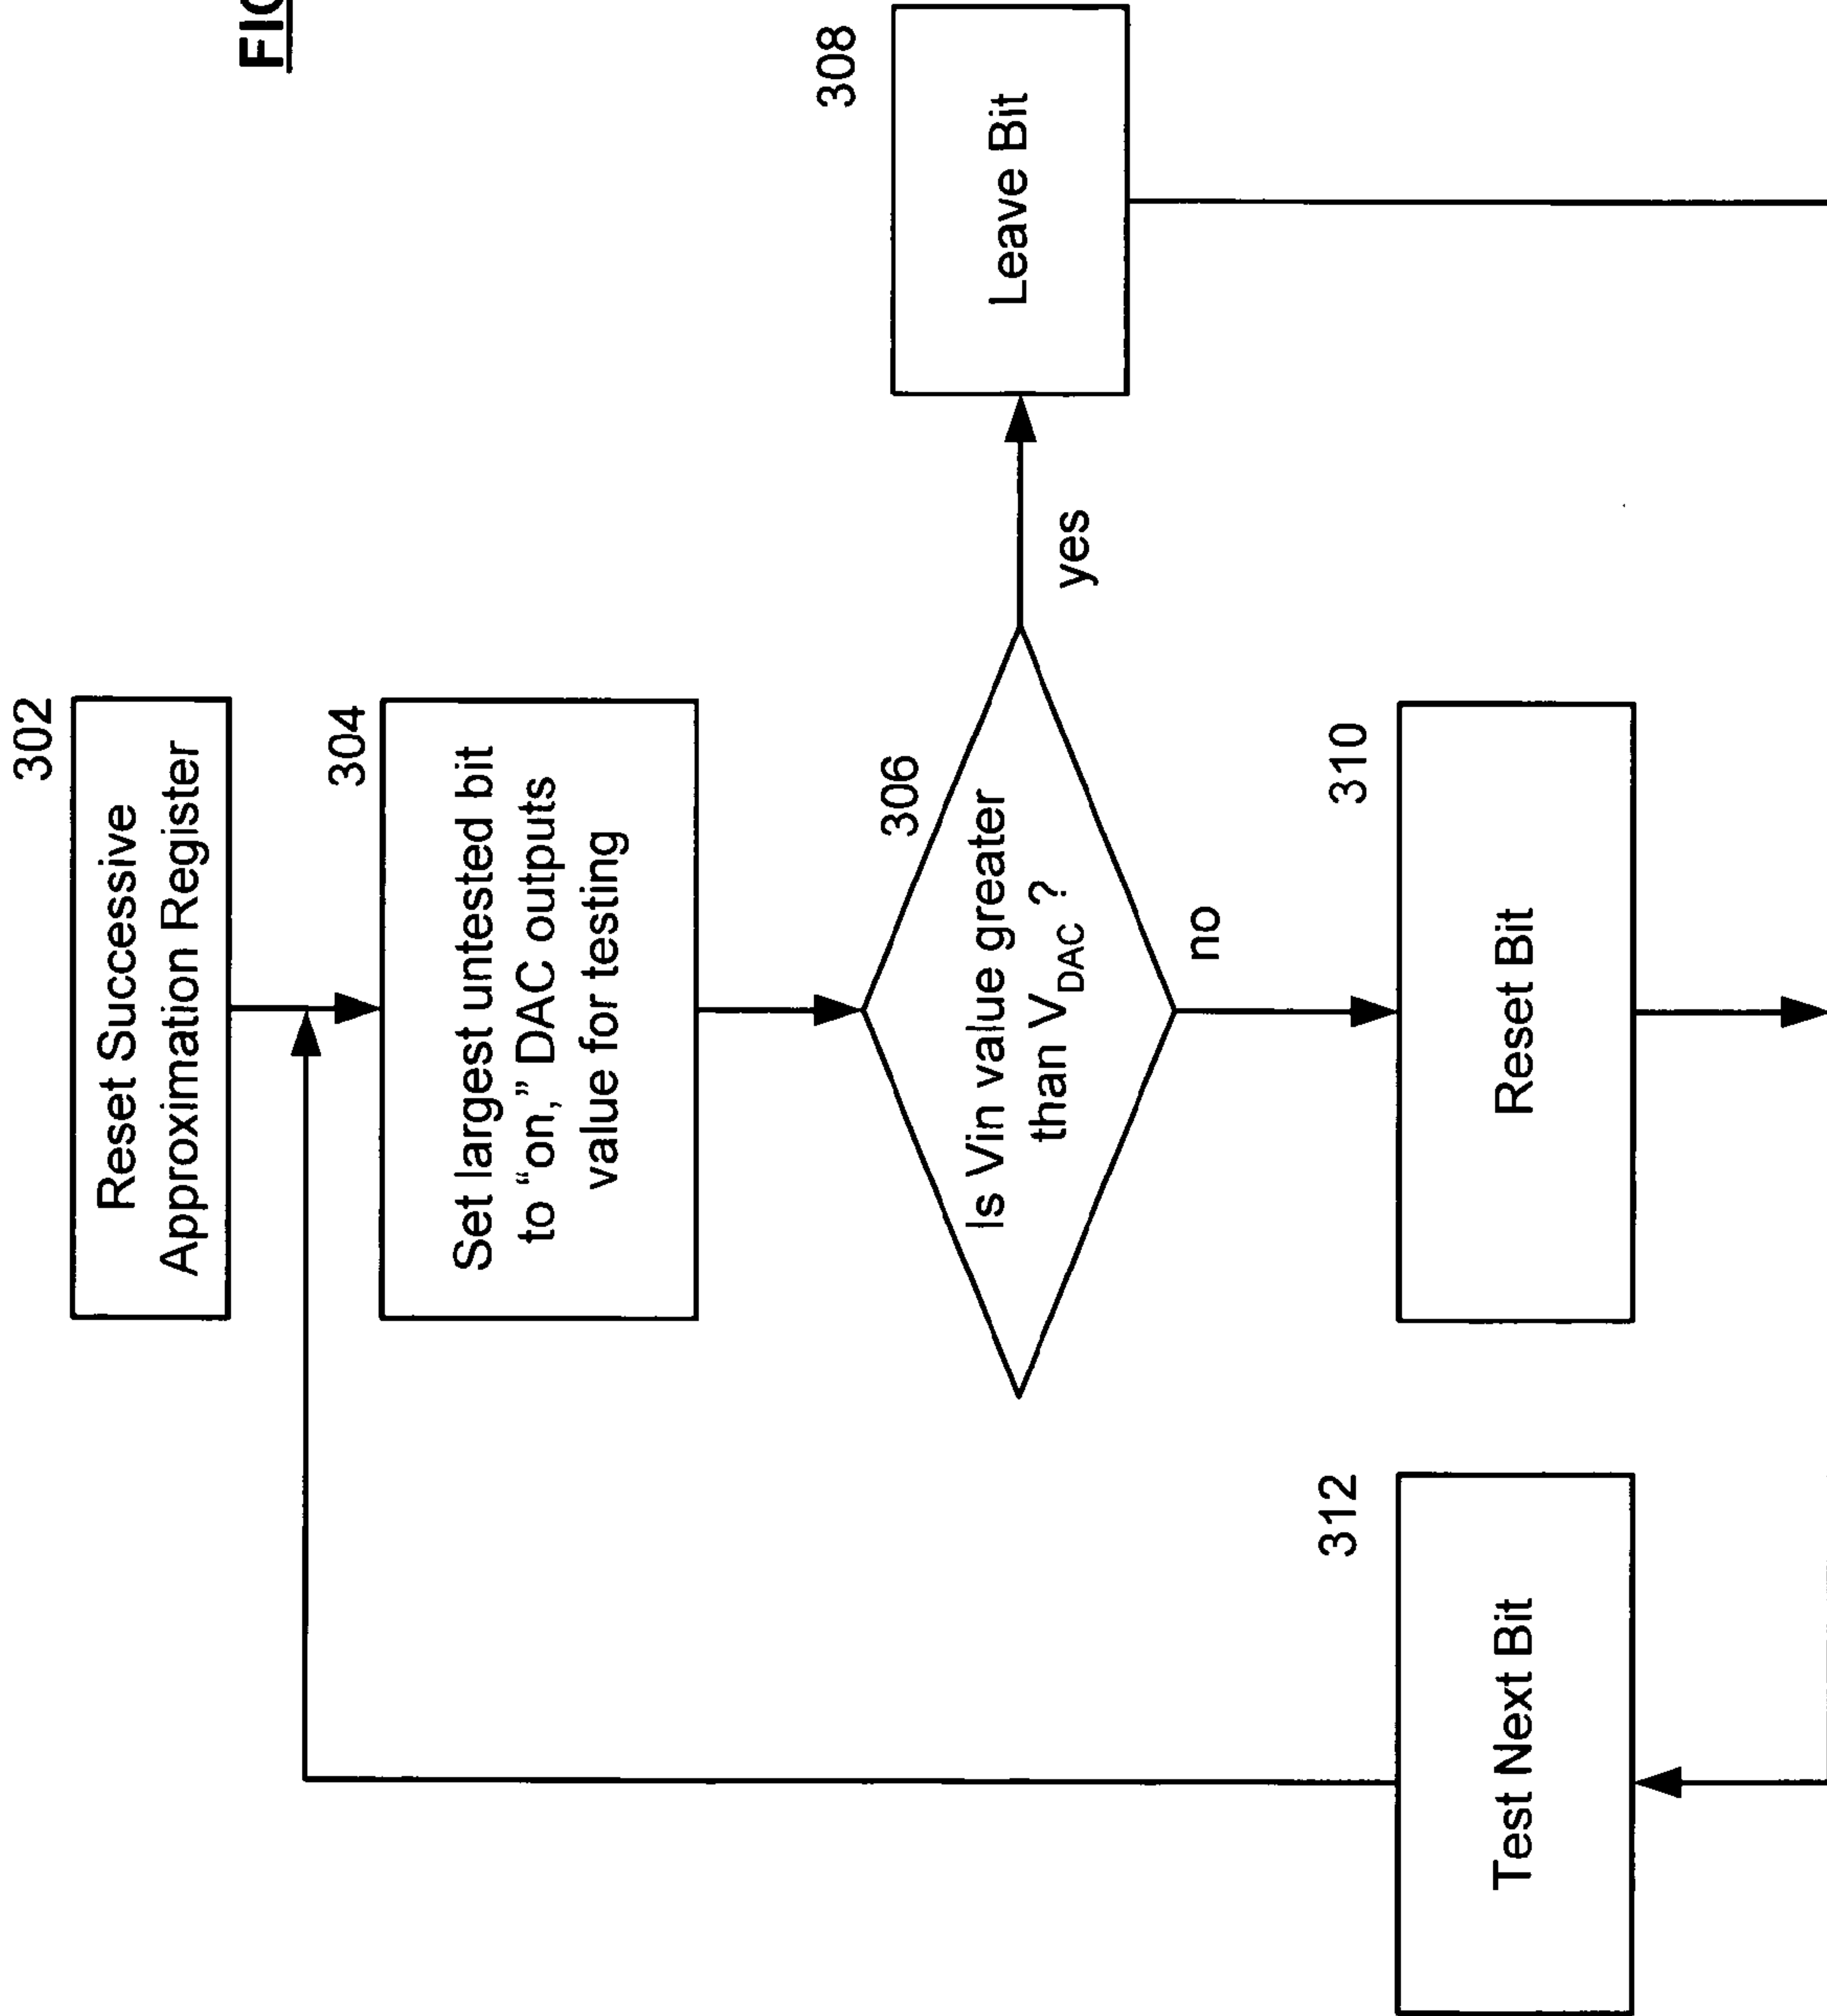 FIG
302
Reset Successive
Approximation Register
304
Set largest untested bit
to “on,” DAC outputs
value for testing
306
Is Vin value greater
than VDAC ?
yes
308
Leave Bit
no
310
Reset Bit
312
Test Next Bit